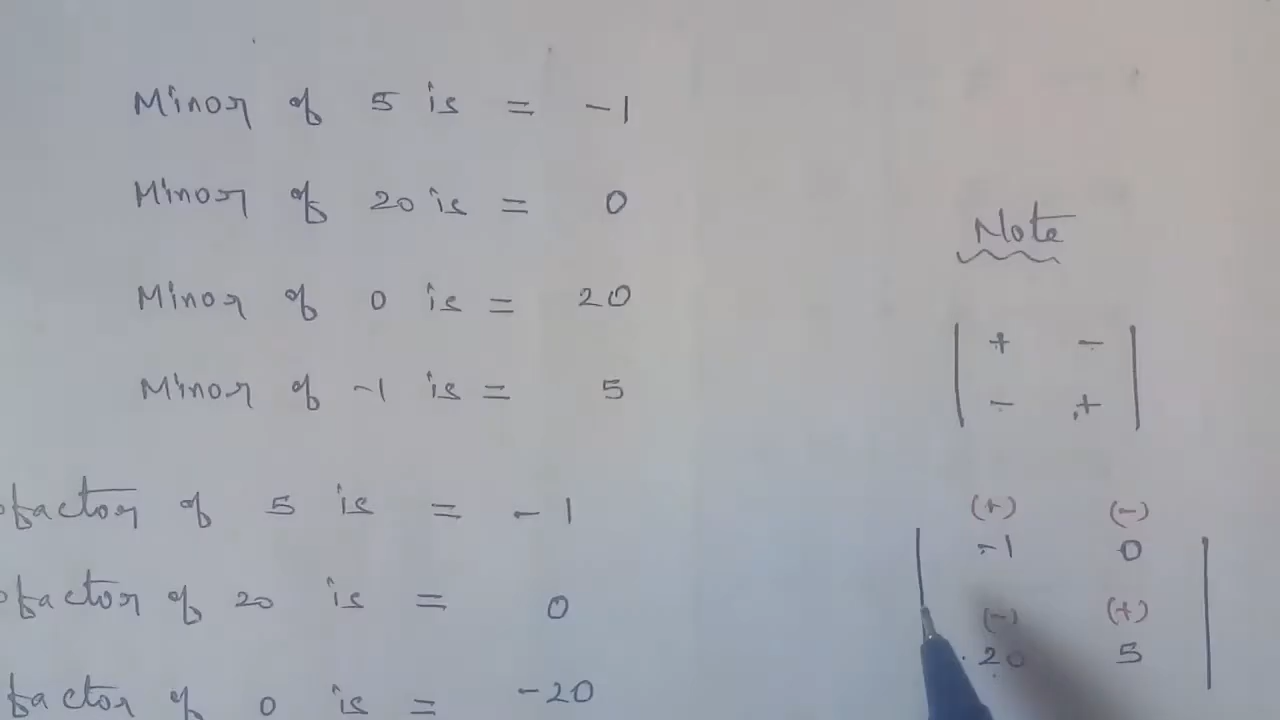 Minor of 5 is = -1
Minor of 20 is = 0
Minor of 0 is = 20
Minor of -1 is = 5
ofactor of 5 is = -1
ofactor of 20 is = 0
factor of 0 is = -20
Note
+ -
- +
(+) (-)
-1 0
(-) (+)
20 5